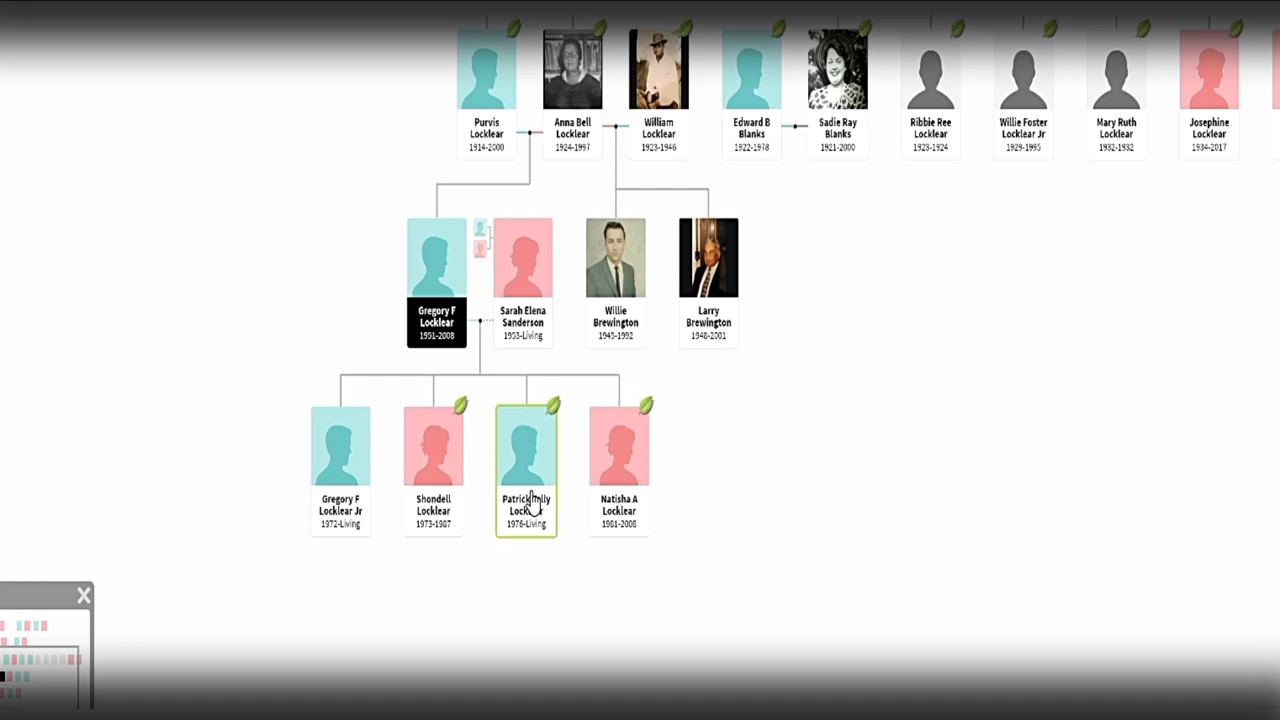 Purvis
Locklear
1914-2000
Anna Bell
Locklear
1924-1997
William
Locklear
1923-1946
Edward B
Blanks
1922-1978
Sadie Ray
Blanks
1921-2000
Ribbie Ree
Locklear
1923-1924
Willie Foster
Locklear Jr
1929-1995
Mary Ruth
Locklear
1932-1932
Josephine
Locklear
1934-2017
Gregory F
Locklear
1951-2008
Sarah Elena
Sanderson
1953-Living
Willie
Brewington
1945-1992
Larry
Brewington
1948-2001
Gregory F
Locklear Jr
1972-Living
Shondell
Locklear
1973-1987
Patrick
1976-Living
Natisha A
Locklear